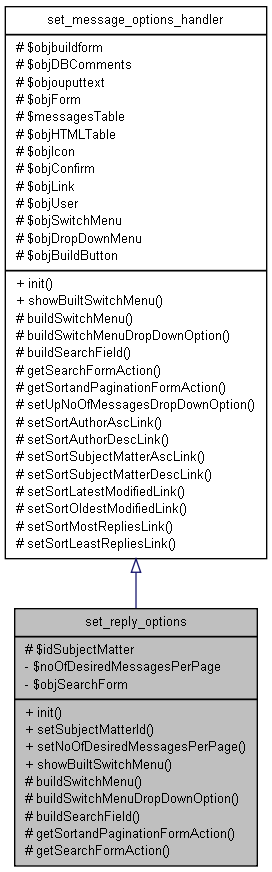 set_message_options_handler
# $objbuildform
# $objDBComments
# $objouputtext
# $objForm
# $messagesTable
# $objHTMLTable
# $objIcon
# $objConfirm
# $objLink
# $objUser
# $objSwitchMenu
# $objDropDownMenu
# $objBuildButton
+ init()
+ showBuiltSwitchMenu()
# buildSwitchMenu()
# buildSwitchMenuDropDownOption()
# buildSearchField()
# getSearchFormAction()
# getSortandPaginationFormAction()
# setUpNoOfMessagesDropDownOption()
# setSortAuthorAscLink()
# setSortAuthorDescLink()
# setSortSubjectMatterAscLink()
# setSortSubjectMatterDescLink()
# setSortLatestModifiedLink()
# setSortOldestModifiedLink()
# setSortMostRepliesLink()
# setSortLeastRepliesLink()
set_reply_options
# $idSubjectMatter
- $noOfDesiredMessagesPerPage
- $objSearchForm
+ init()
+ setSubjectMatterId()
+ setNoOfDesiredMessagesPerPage()
+ showBuiltSwitchMenu()
# buildSwitchMenu()
# buildSwitchMenuDropDownOption()
# buildSearchField()
# getSortandPaginationFormAction()
# getSearchFormAction()